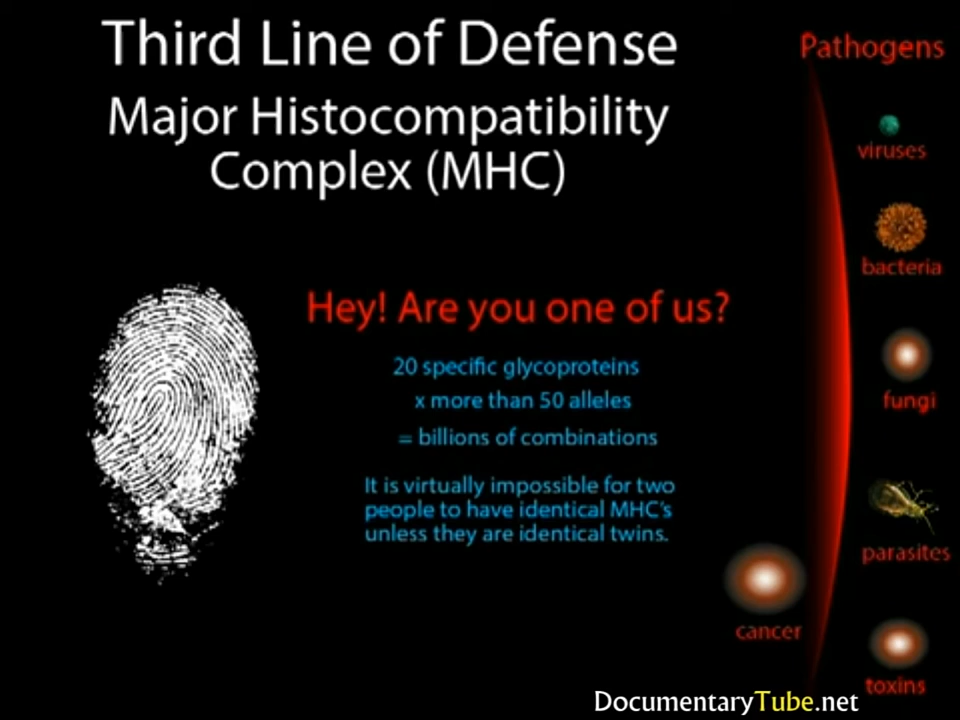 Third Line of Defense
Major Histocompatibility
Complex (MHC)
Hey! Are you one of us?
20 specific glycoproteins
x more than 50 alleles
= billions of combinations
It is virtually impossible for two
people to have identical MHC's
unless they are identical twins.
Pathogens
viruses
bacteria
fungi
parasites
cancer
toxins
DocumentaryTube.net